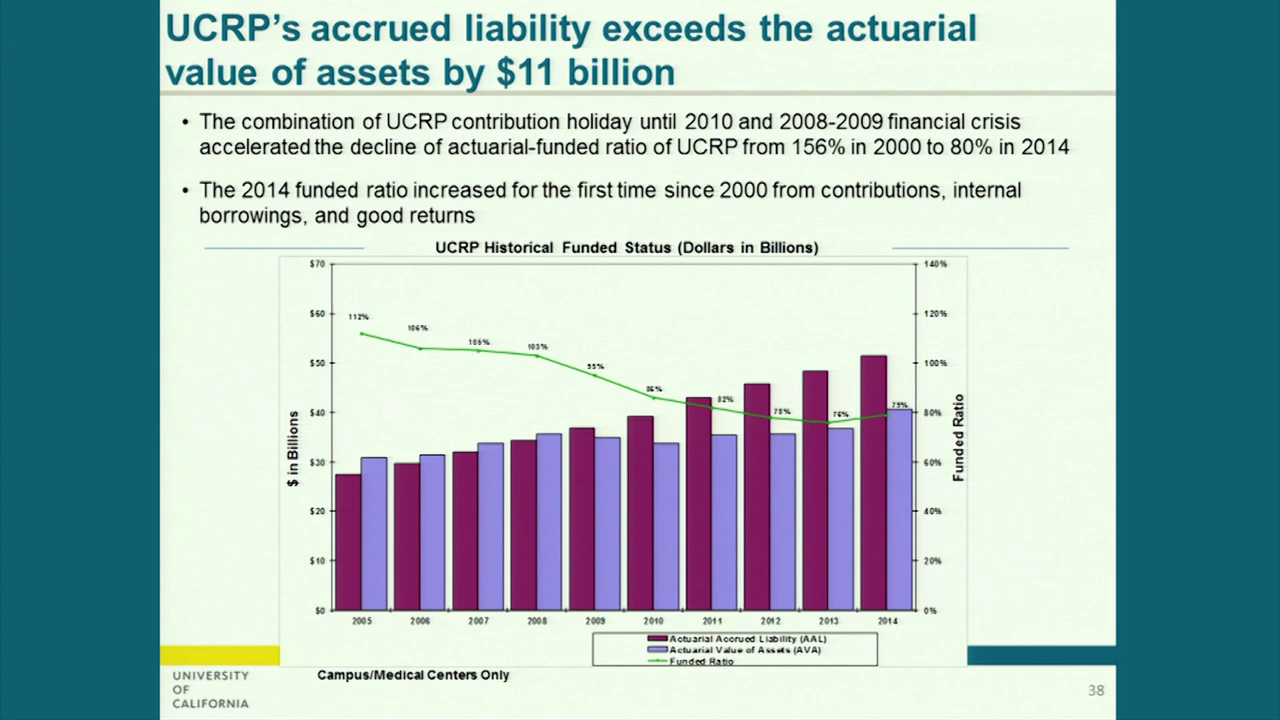 UCRP's accrued liability exceeds the actuarial
value of assets by $11 billion
• The combination of UCRP contribution holiday until 2010 and 2008-2009 financial crisis
accelerated the decline of actuarial-funded ratio of UCRP from 156% in 2000 to 80% in 2014
• The 2014 funded ratio increased for the first time since 2000 from contributions, internal
borrowings, and good returns
UCRP Historical Funded Status (Dollars in Billions)
$70
$60
$50
$40
$30
$20
$10
$0
$ in Billions
112%
106%
105%
103%
95%
86%
82%
78%
76%
79%
140%
120%
100%
80%
60%
40%
20%
0%
Funded Ratio
2005 2006 2007 2008 2009 2010 2011 2012 2013 2014
Actuarial Accrued Liability (AAL)
Actuarial Value of Assets (AVA)
Funded Ratio
Campus/Medical Centers Only
UNIVERSITY
OF
CALIFORNIA
38